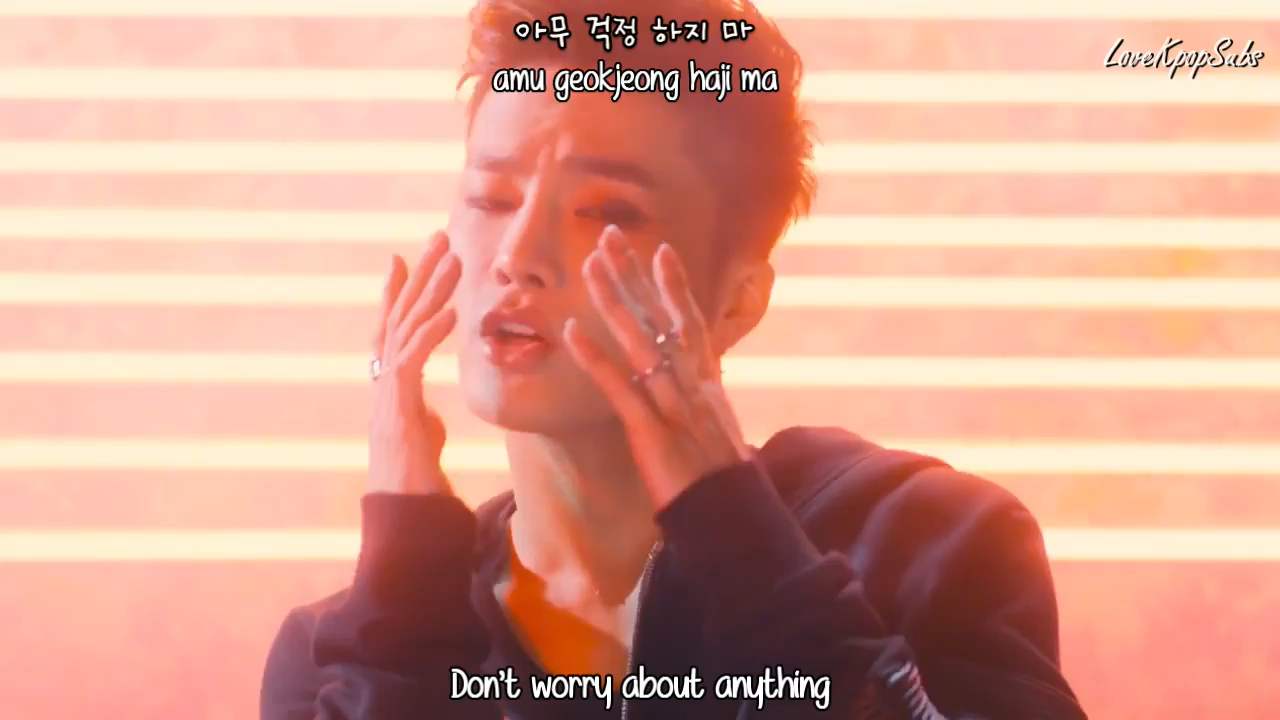 아무 걱정 하지 마
LoveKpopSubs
amu geokjeong haji ma
Don't worry about anything